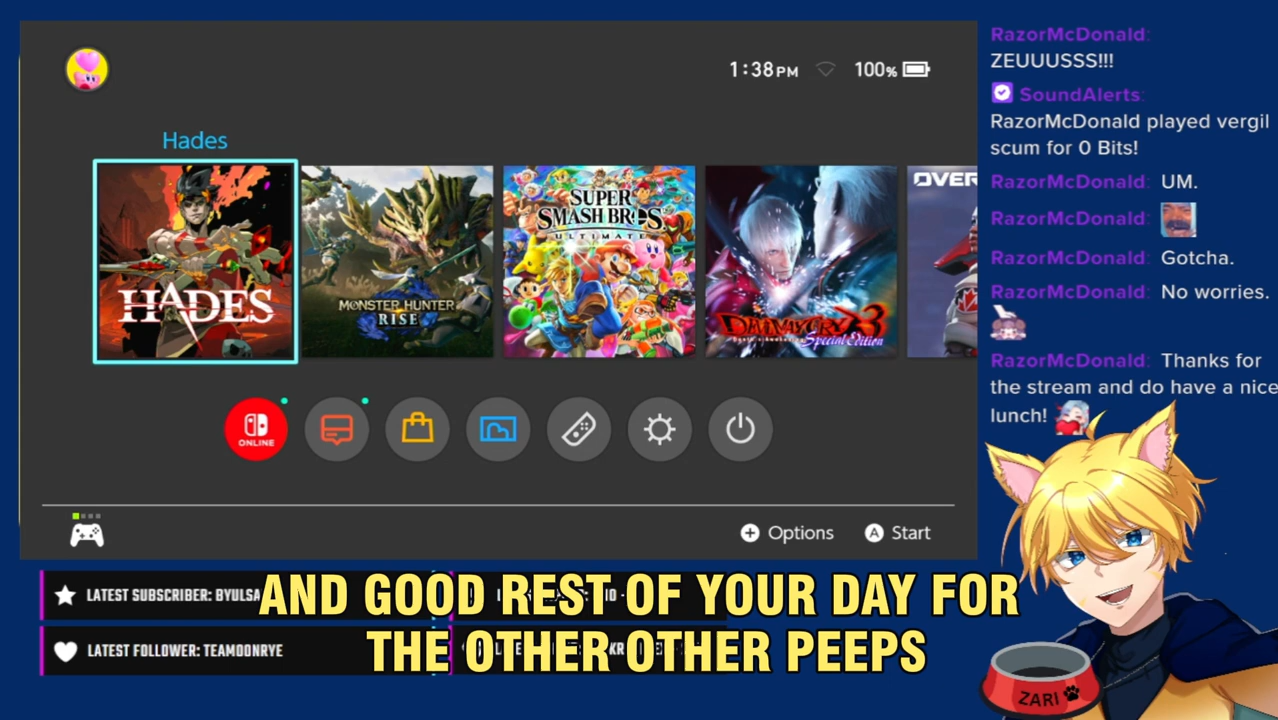 1:38PM 100%
Hades
HADES
MONSTER HUNTER
RISE
SUPER
SMASH BROS.
ULTIMATE
Devil May Cry 3
Special Edition
OVER
ONLINE
Options Start
LATEST SUBSCRIBER: BYULSA
LATEST FOLLOWER: TEAMOONRYE
AND GOOD REST OF YOUR DAY FOR
THE OTHER OTHER PEEPS
RazorMcDonald:
ZEUUUSSS!!!
SoundAlerts:
RazorMcDonald played vergil
scum for 0 Bits!
RazorMcDonald: UM.
RazorMcDonald:
RazorMcDonald: Gotcha.
RazorMcDonald: No worries.
RazorMcDonald: Thanks for
the stream and do have a nice
lunch!
ZARI